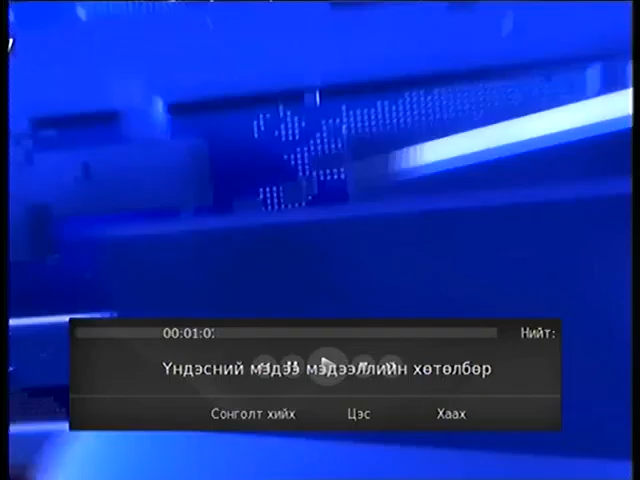 00:01:0
Нийт:
Үндэсний мэдээ мэдээллийн хөтөлбөр
Сонголт хийх Цэс Хаах